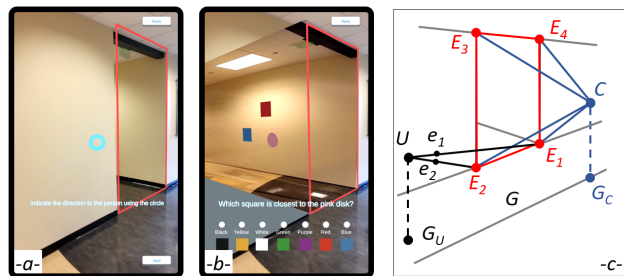 Indicate the direction to the person using the circle
-a-
Which square is closest to the pink disk?
Black Yellow White Green Purple Red Blue
-b-
E3
E4
C
U
e1
E1
e2
E2
G
GC
GU
-c-